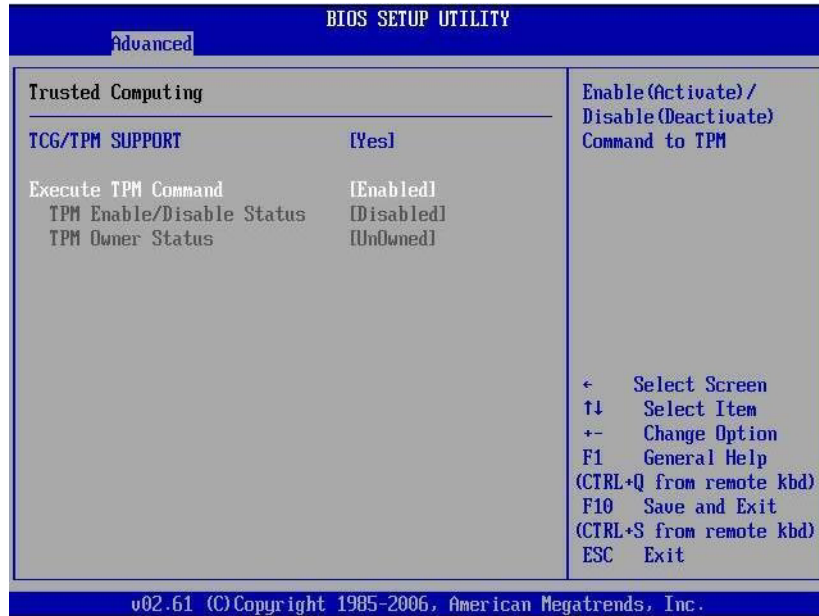 BIOS SETUP UTILITY
Advanced
Trusted Computing
TCG/TPM SUPPORT [Yes]
Execute TPM Command [Enabled]
TPM Enable/Disable Status [Disabled]
TPM Owner Status [UnOwned]
Enable(Activate)/
Disable(Deactivate)
Command to TPM
← Select Screen
↑↓ Select Item
+- Change Option
F1 General Help
(CTRL+Q from remote kbd)
F10 Save and Exit
(CTRL+S from remote kbd)
ESC Exit
v02.61 (C)Copyright 1985-2006, American Megatrends, Inc.